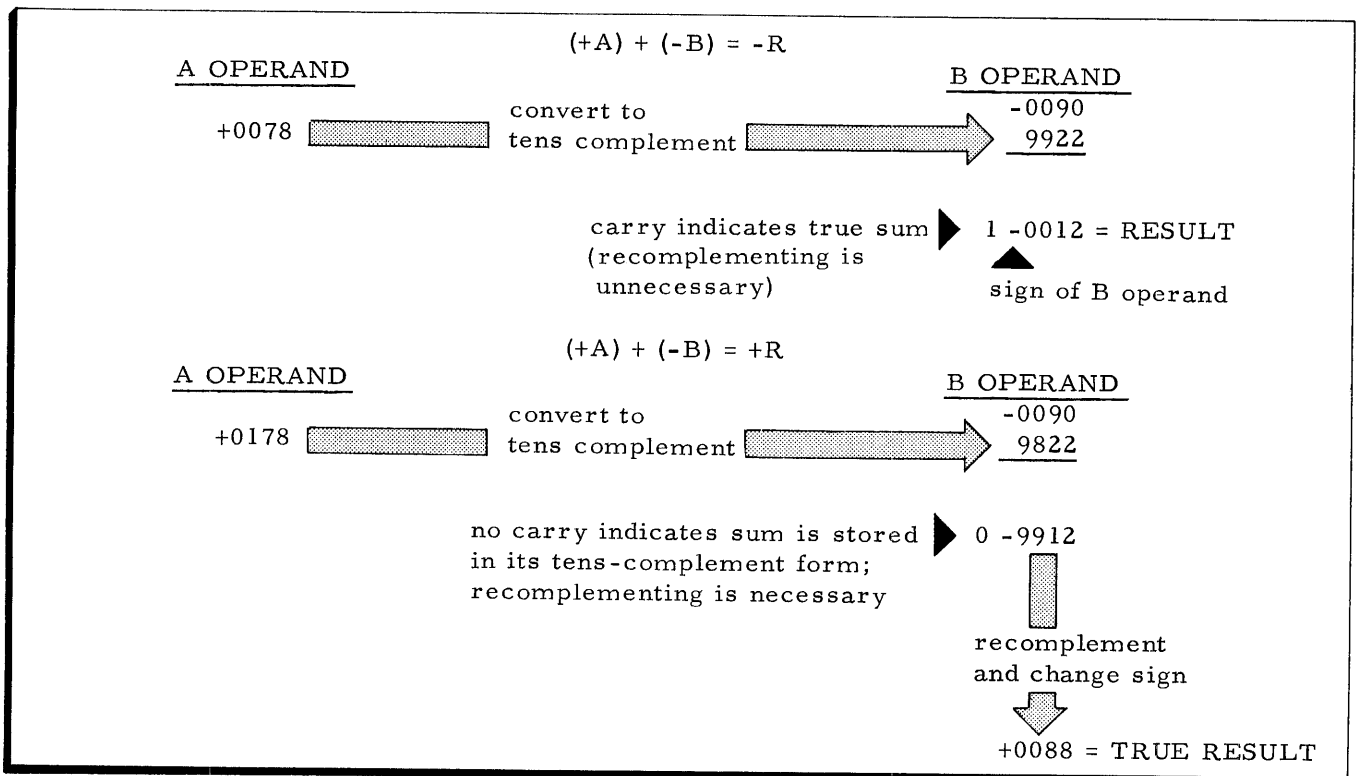 (+A) + (-B) = -R
A OPERAND
B OPERAND
+0078
convert to
tens complement
-0090
9922
carry indicates true sum
(recomplementing is
unnecessary)
1 -0012 = RESULT
sign of B operand
(+A) + (-B) = +R
A OPERAND
B OPERAND
+0178
convert to
tens complement
-0090
9822
no carry indicates sum is stored
in its tens-complement form;
recomplementing is necessary
0 -9912
recomplement
and change sign
+0088 = TRUE RESULT